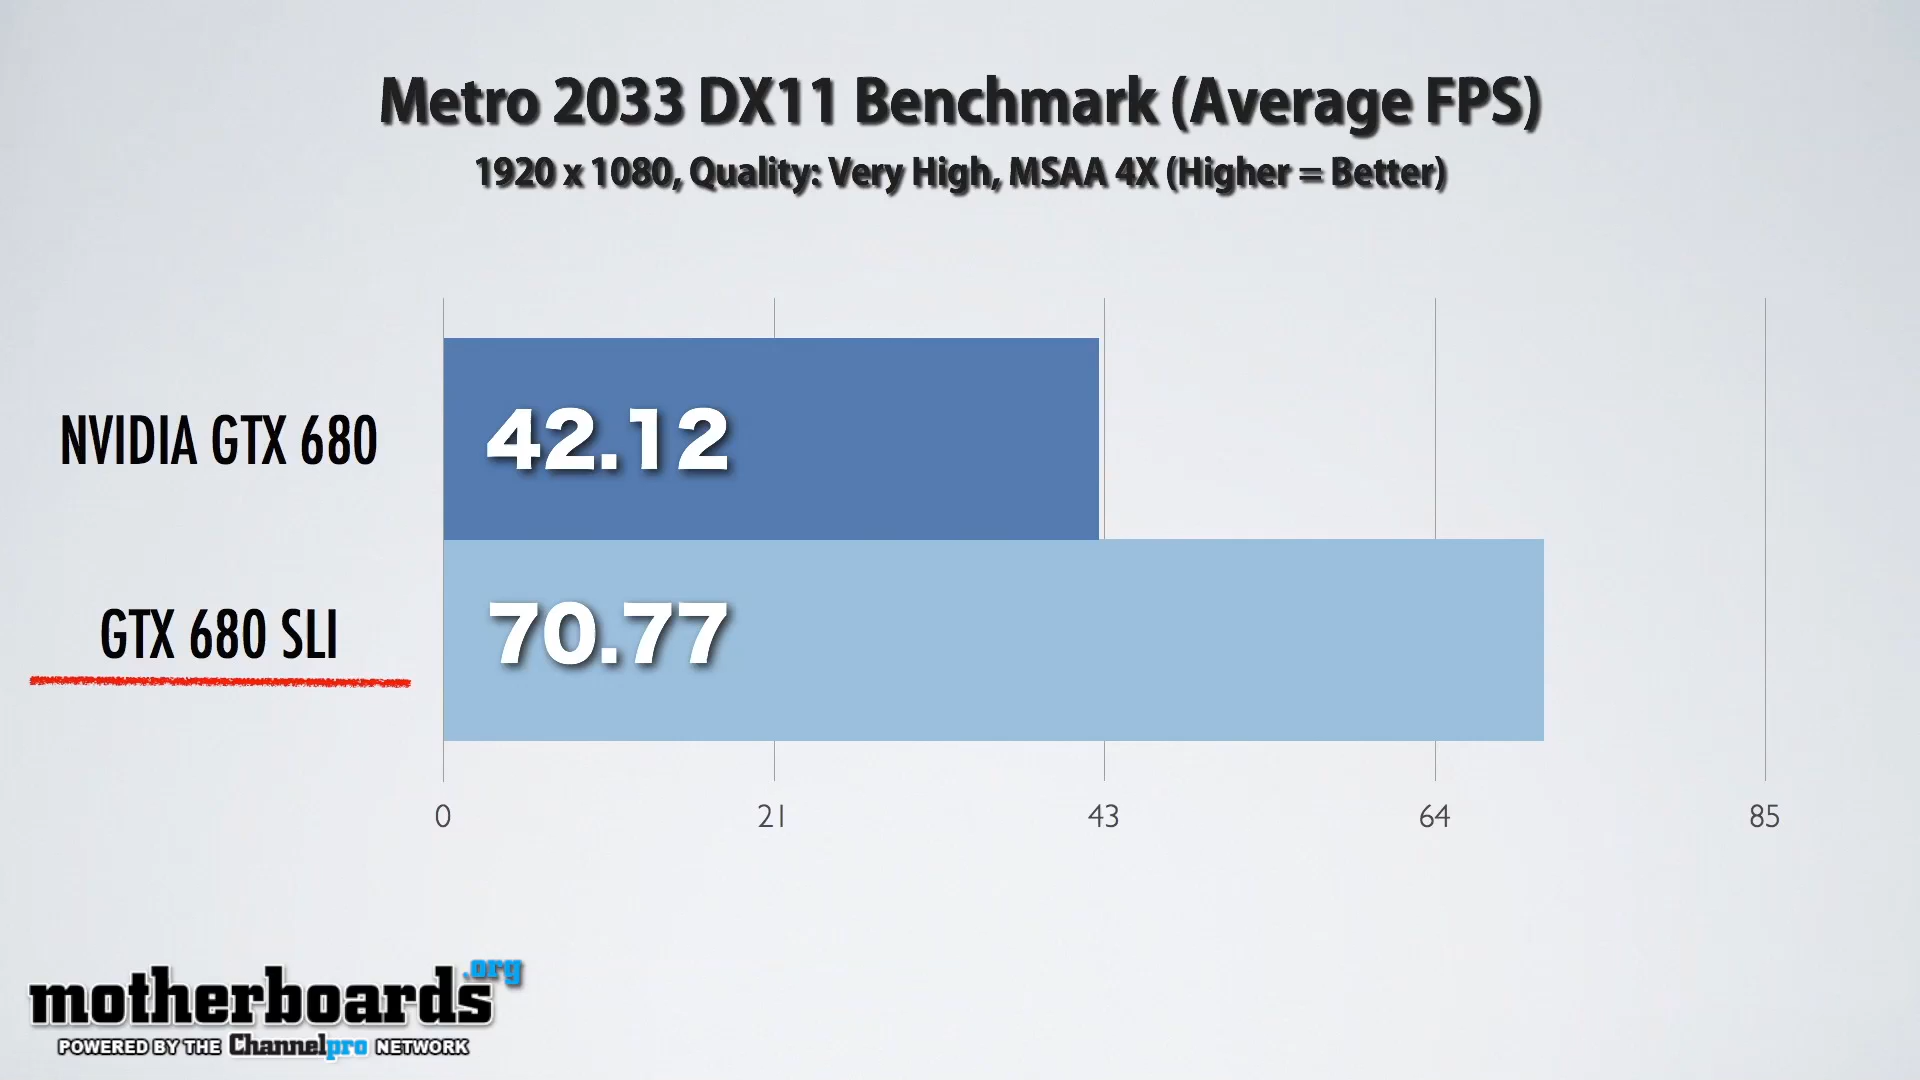 Metro 2033 DX11 Benchmark (Average FPS)
1920 x 1080, Quality: Very High, MSAA 4X (Higher = Better)
NVIDIA GTX 680
42.12
GTX 680 SLI
70.77
0 21 43 64 85
motherboards.org
POWERED BY THE Channelpro NETWORK